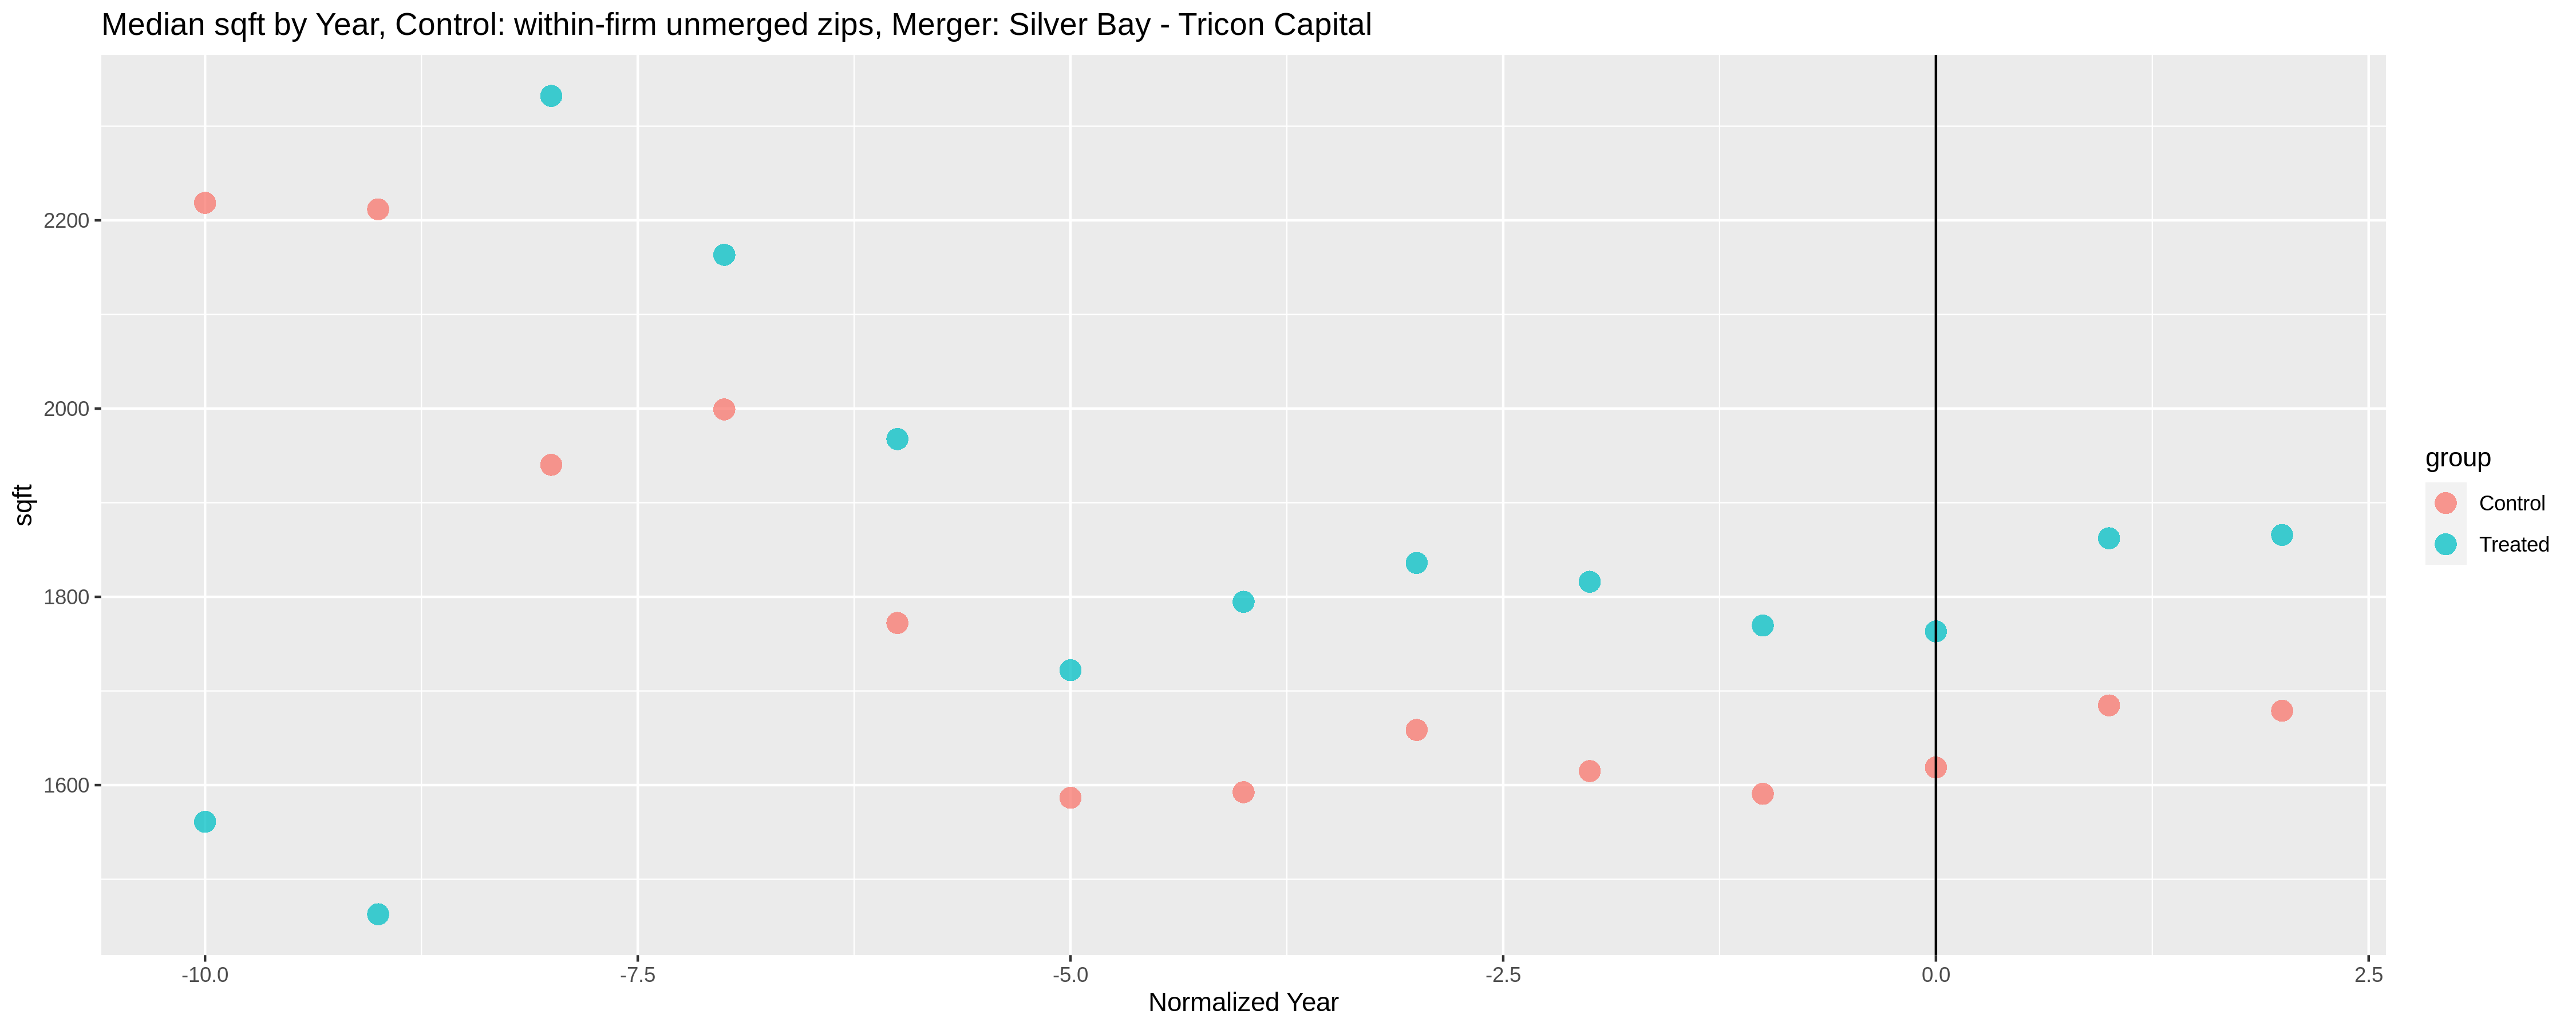 Median sqft by Year, Control: within-firm unmerged zips, Merger: Silver Bay - Tricon Capital
sqft
2200
2000
1800
1600
-10.0
-7.5
-5.0
-2.5
0.0
2.5
Normalized Year
group
Control
Treated